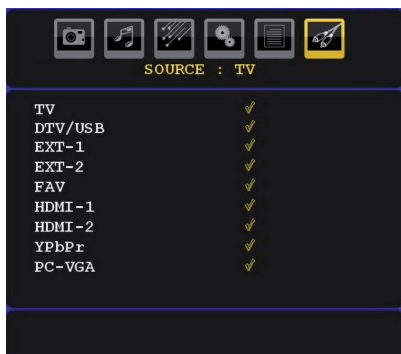 SOURCE : TV
TV
DTV/USB
EXT-1
EXT-2
FAV
HDMI-1
HDMI-2
YPbPr
PC-VGA